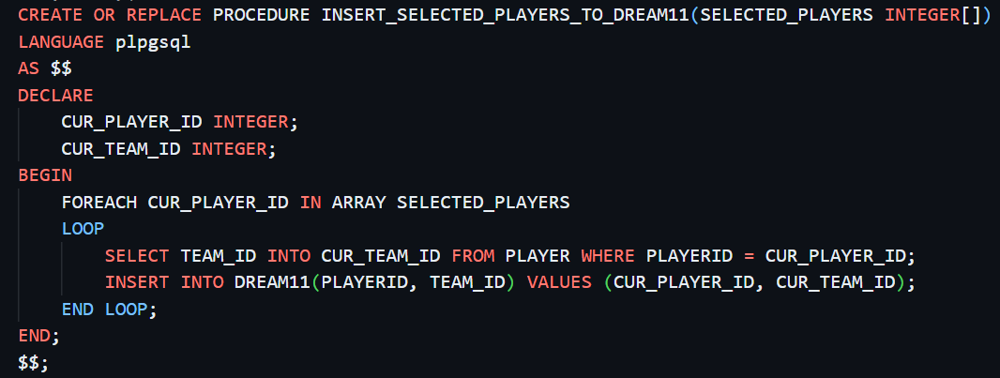 CREATE OR REPLACE PROCEDURE INSERT_SELECTED_PLAYERS_TO_DREAM11(SELECTED_PLAYERS INTEGER[])
LANGUAGE plpgsql
AS $$
DECLARE
    CUR_PLAYER_ID INTEGER;
    CUR_TEAM_ID INTEGER;
BEGIN
    FOREACH CUR_PLAYER_ID IN ARRAY SELECTED_PLAYERS
    LOOP
        SELECT TEAM_ID INTO CUR_TEAM_ID FROM PLAYER WHERE PLAYERID = CUR_PLAYER_ID;
        INSERT INTO DREAM11(PLAYERID, TEAM_ID) VALUES (CUR_PLAYER_ID, CUR_TEAM_ID);
    END LOOP;
END;
$$;